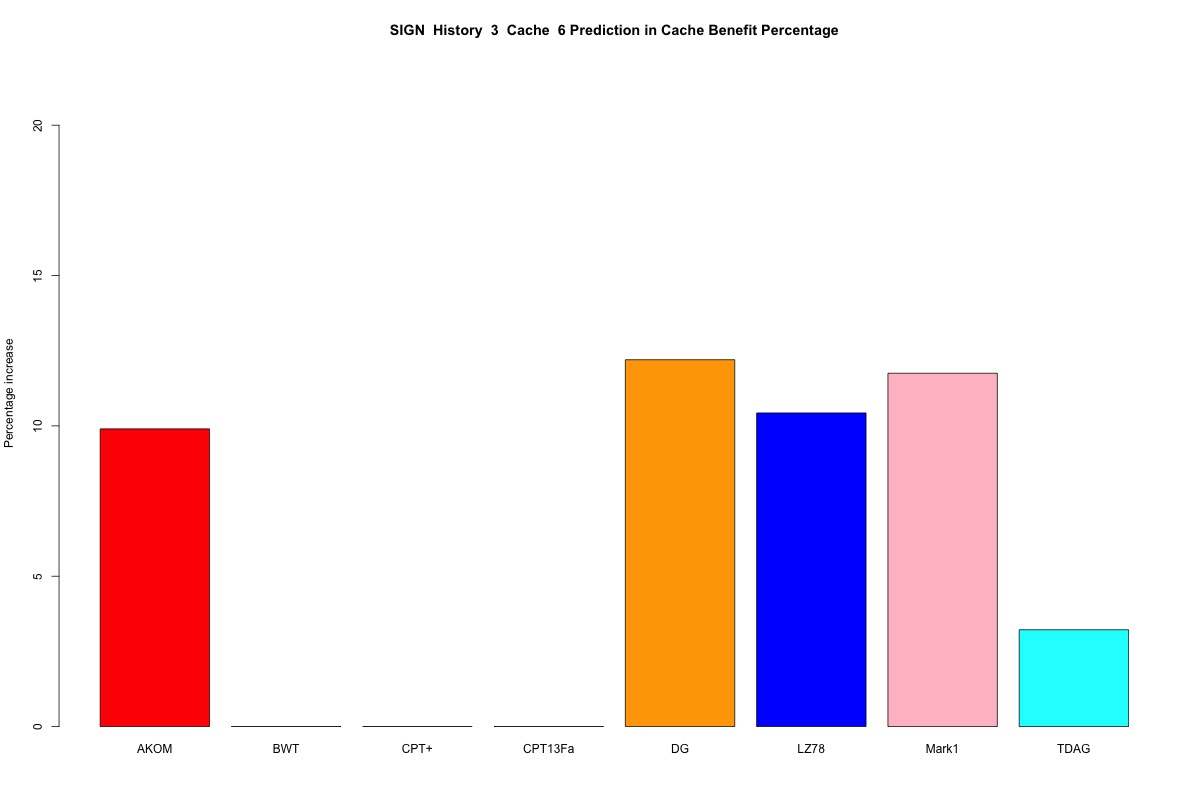 SIGN  History  3  Cache  6 Prediction in Cache Benefit Percentage
20
15
10
5
0
Percentage increase
AKOM BWT CPT+ CPT13Fa DG LZ78 Mark1 TDAG